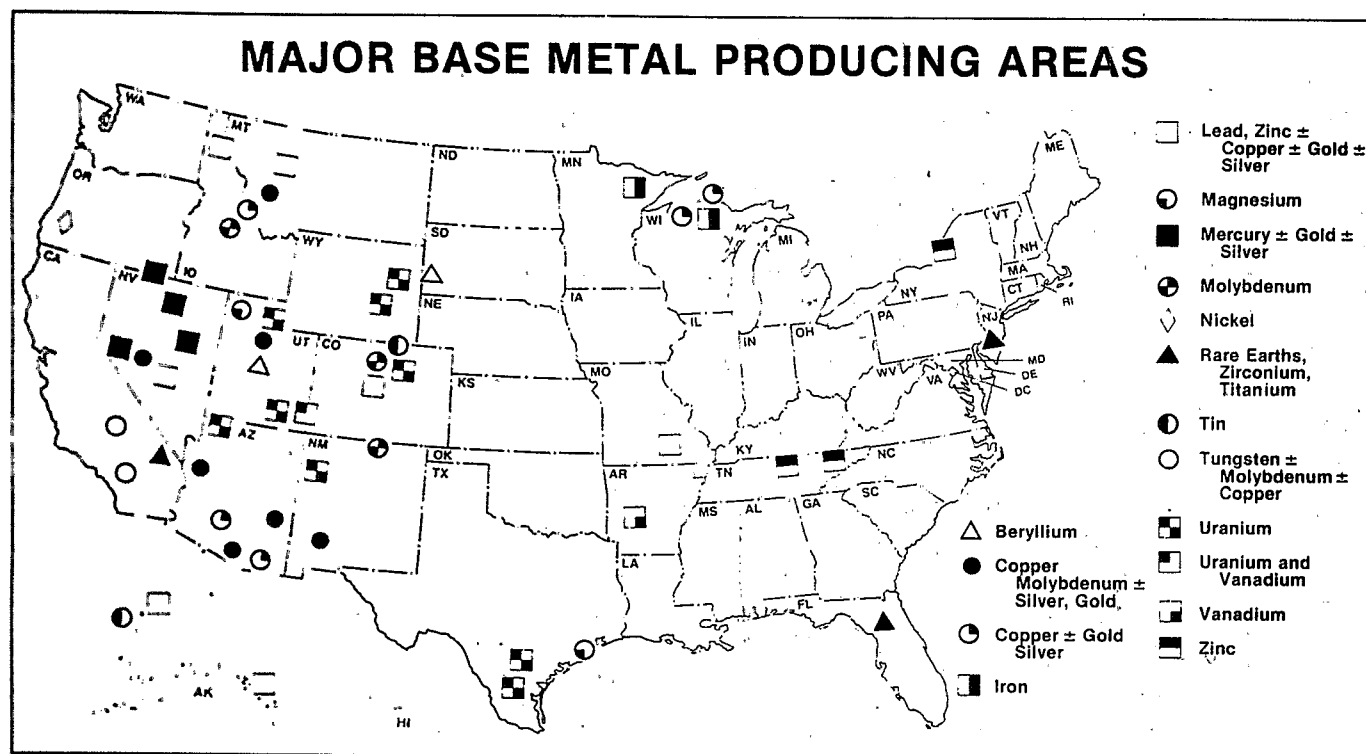 MAJOR BASE METAL PRODUCING AREAS
WA
MT
ND
MN
ME
OR
WI
MI
VT
NH
MA
CT
RI
NY
SD
WY
IO
CA
NV
NE
IA
IL
IN
OH
PA
NJ
MD
DE
DC
WV
VA
UT
CO
KS
MO
KY
AZ
NM
OK
TX
AR
TN
NC
SC
MS
AL
GA
LA
FL
AK
HI
Lead, Zinc ±
Copper ± Gold ±
Silver
Magnesium
Mercury ± Gold ±
Silver
Molybdenum
Nickel
Rare Earths,
Zirconium,
Titanium
Tin
Tungsten ±
Molybdenum ±
Copper
Uranium
Uranium and
Vanadium
Vanadium
Zinc
Beryllium
Copper
Molybdenum ±
Silver, Gold
Copper ± Gold
Silver
Iron